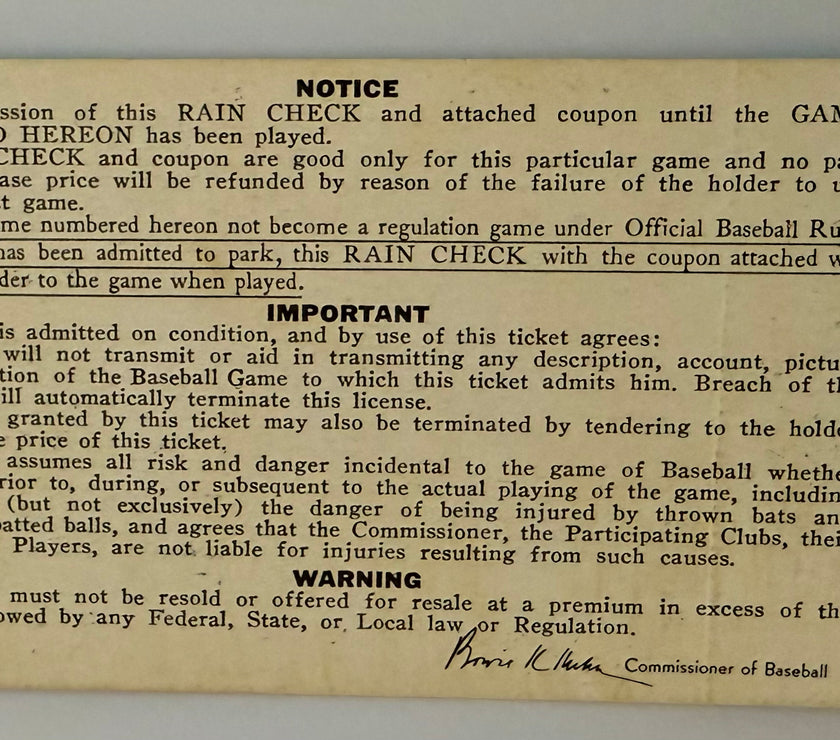 NOTICE
ssion of this RAIN CHECK and attached coupon until the GAM
D HEREON has been played.
CHECK and coupon are good only for this particular game and no pa
ase price will be refunded by reason of the failure of the holder to u
t game.
me numbered hereon not become a regulation game under Official Baseball Ru
has been admitted to park, this RAIN CHECK with the coupon attached w
der to the game when played.
IMPORTANT
is admitted on condition, and by use of this ticket agrees:
will not transmit or aid in transmitting any description, account, pictu
tion of the Baseball Game to which this ticket admits him. Breach of th
ill automatically terminate this license.
granted by this ticket may also be terminated by tendering to the holde
e price of this ticket.
assumes all risk and danger incidental to the game of Baseball whethe
rior to, during, or subsequent to the actual playing of the game, includin
(but not exclusively) the danger of being injured by thrown bats an
batted balls, and agrees that the Commissioner, the Participating Clubs, thei
Players, are not liable for injuries resulting from such causes.
WARNING
must not be resold or offered for resale at a premium in excess of th
owed by any Federal, State, or Local law or Regulation.
Bowie K Kuhn Commissioner of Baseball